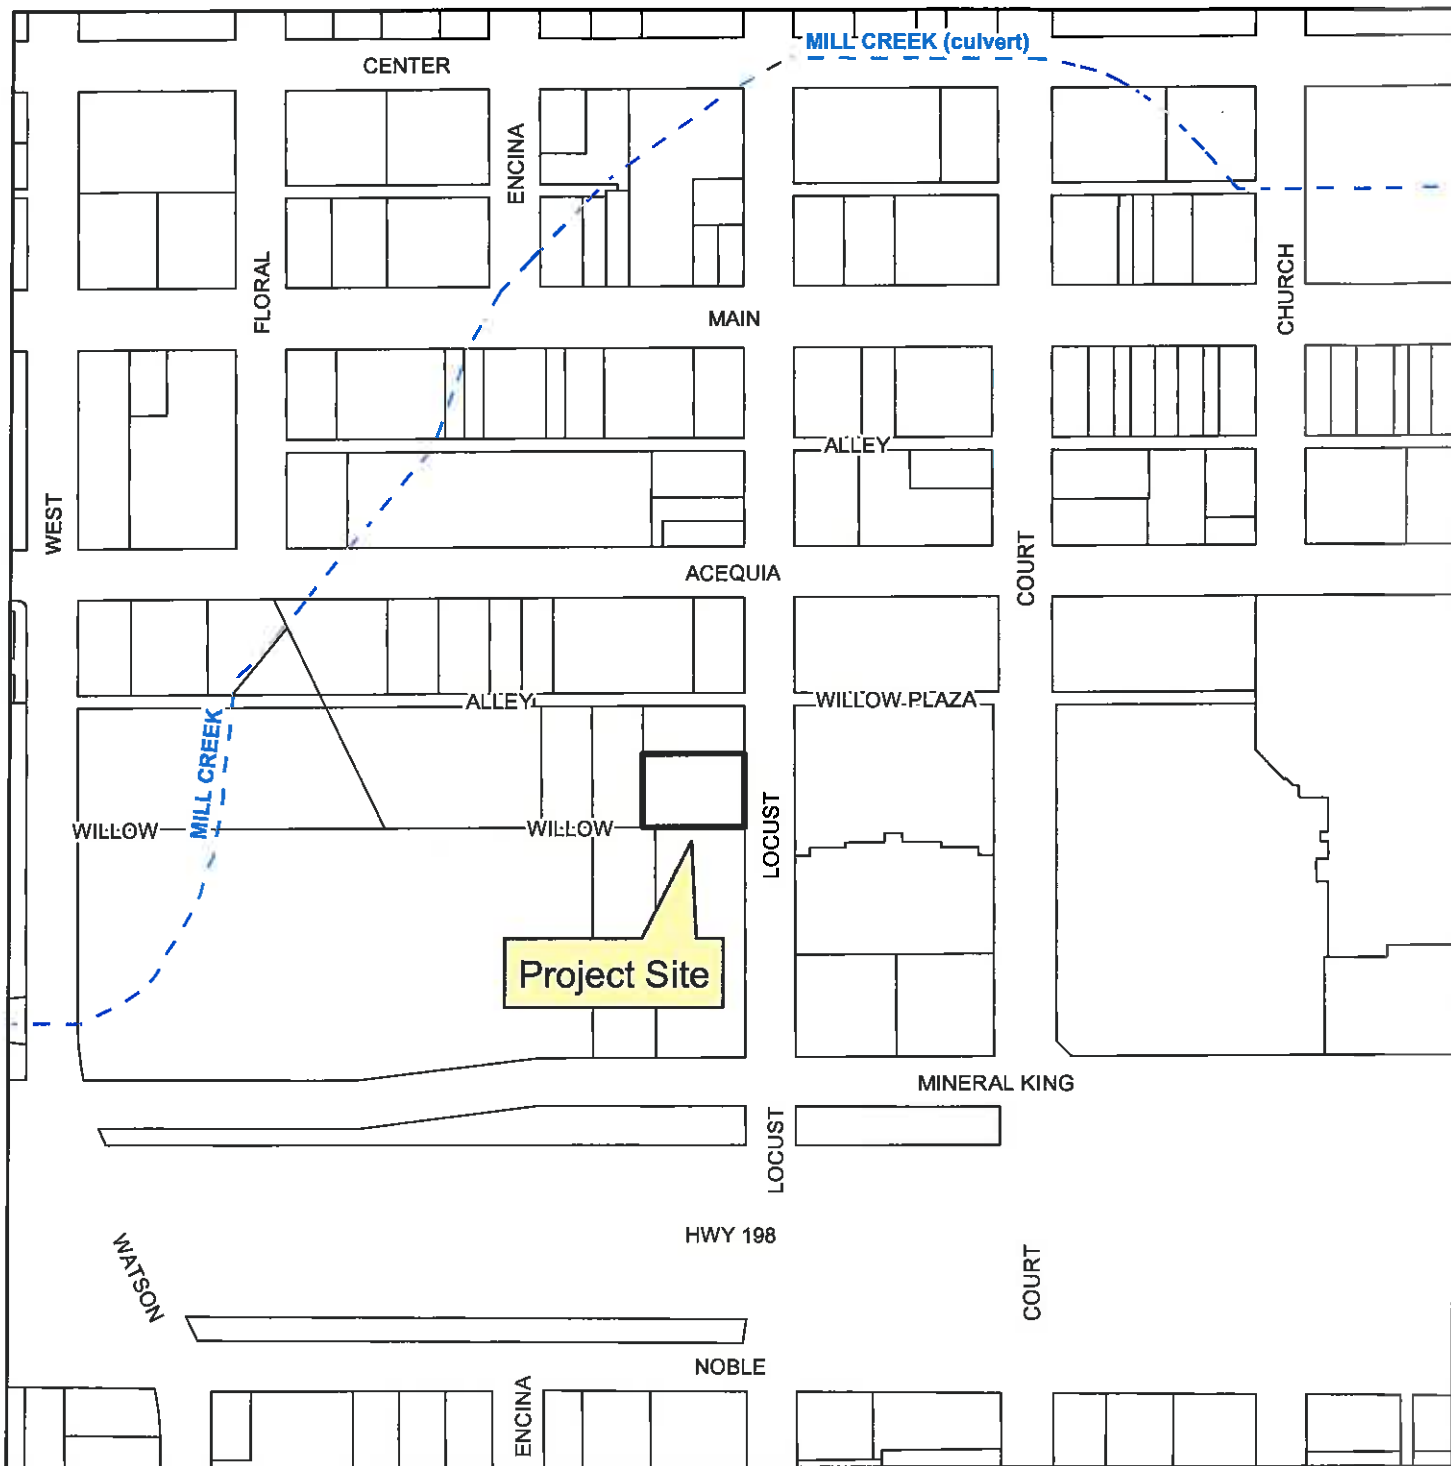 MILL CREEK (culvert)
CENTER
ENCINA
FLORAL
CHURCH
MAIN
ALLEY
WEST
COURT
ACEQUIA
ALLEY
WILLOW PLAZA
MILL CREEK
LOCUST
WILLOW
WILLOW
Project Site
MINERAL KING
LOCUST
HWY 198
WATSON
COURT
NOBLE
ENCINA